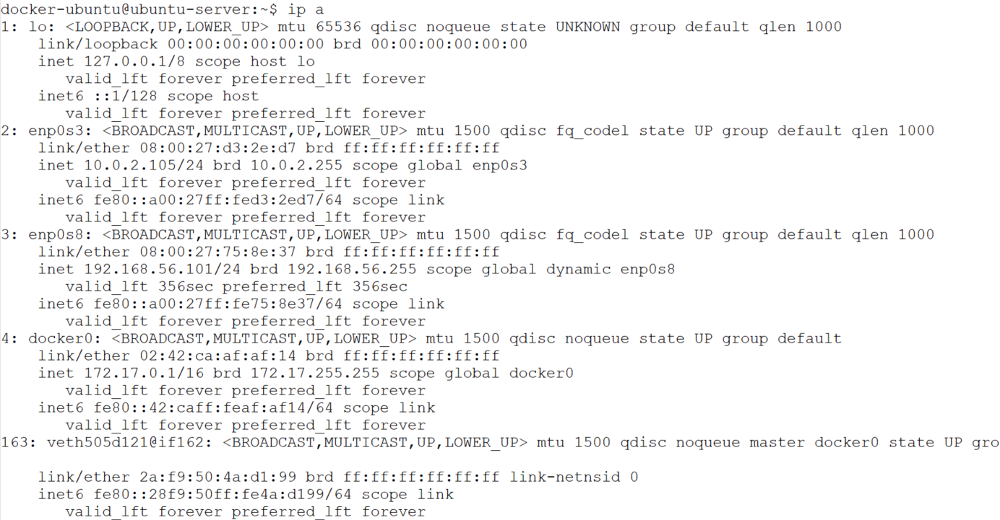 docker-ubuntu@ubuntu-server:~$ ip a
1: lo: <LOOPBACK,UP,LOWER_UP> mtu 65536 qdisc noqueue state UNKNOWN group default qlen 1000
    link/loopback 00:00:00:00:00:00 brd 00:00:00:00:00:00
    inet 127.0.0.1/8 scope host lo
       valid_lft forever preferred_lft forever
    inet6 ::1/128 scope host
       valid_lft forever preferred_lft forever
2: enp0s3: <BROADCAST,MULTICAST,UP,LOWER_UP> mtu 1500 qdisc fq_codel state UP group default qlen 1000
    link/ether 08:00:27:d3:2e:d7 brd ff:ff:ff:ff:ff:ff
    inet 10.0.2.105/24 brd 10.0.2.255 scope global enp0s3
       valid_lft forever preferred_lft forever
    inet6 fe80::a00:27ff:fed3:2ed7/64 scope link
       valid_lft forever preferred_lft forever
3: enp0s8: <BROADCAST,MULTICAST,UP,LOWER_UP> mtu 1500 qdisc fq_codel state UP group default qlen 1000
    link/ether 08:00:27:75:8e:37 brd ff:ff:ff:ff:ff:ff
    inet 192.168.56.101/24 brd 192.168.56.255 scope global dynamic enp0s8
       valid_lft 356sec preferred_lft 356sec
    inet6 fe80::a00:27ff:fe75:8e37/64 scope link
       valid_lft forever preferred_lft forever
4: docker0: <BROADCAST,MULTICAST,UP,LOWER_UP> mtu 1500 qdisc noqueue state UP group default
    link/ether 02:42:ca:af:af:14 brd ff:ff:ff:ff:ff:ff
    inet 172.17.0.1/16 brd 172.17.255.255 scope global docker0
       valid_lft forever preferred_lft forever
    inet6 fe80::42:caff:feaf:af14/64 scope link
       valid_lft forever preferred_lft forever
163: veth505d121@if162: <BROADCAST,MULTICAST,UP,LOWER_UP> mtu 1500 qdisc noqueue master docker0 state UP gro
    link/ether 2a:f9:50:4a:d1:99 brd ff:ff:ff:ff:ff:ff link-netnsid 0
    inet6 fe80::28f9:50ff:fe4a:d199/64 scope link
       valid_lft forever preferred_lft forever